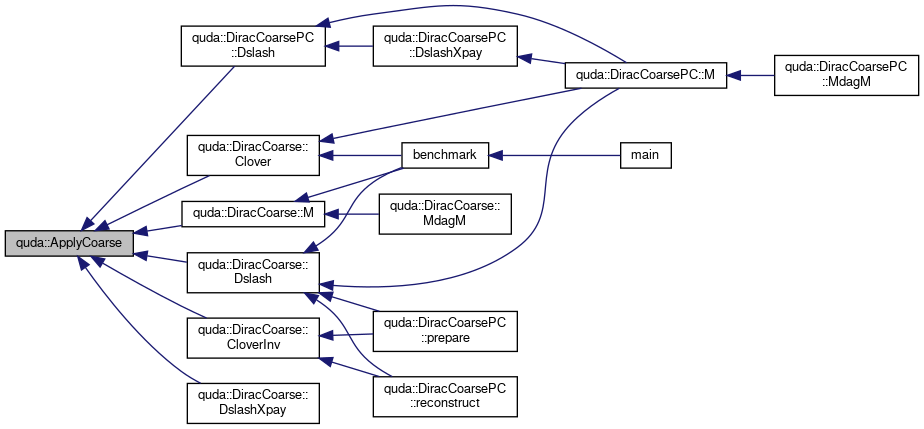 quda::ApplyCoarse
quda::DiracCoarsePC
::Dslash
quda::DiracCoarse::
Clover
quda::DiracCoarse::M
quda::DiracCoarse::
Dslash
quda::DiracCoarse::
CloverInv
quda::DiracCoarse::
DslashXpay
quda::DiracCoarsePC
::DslashXpay
benchmark
quda::DiracCoarse::
MdagM
quda::DiracCoarsePC
::prepare
quda::DiracCoarsePC
::reconstruct
quda::DiracCoarsePC::M
main
quda::DiracCoarsePC
::MdagM